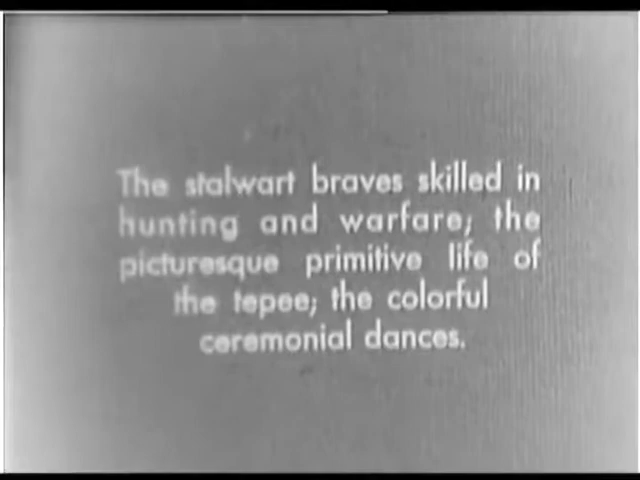 The stalwart braves skilled in
hunting and warfare; the
picturesque primitive life of
the tepee; the colorful
ceremonial dances.